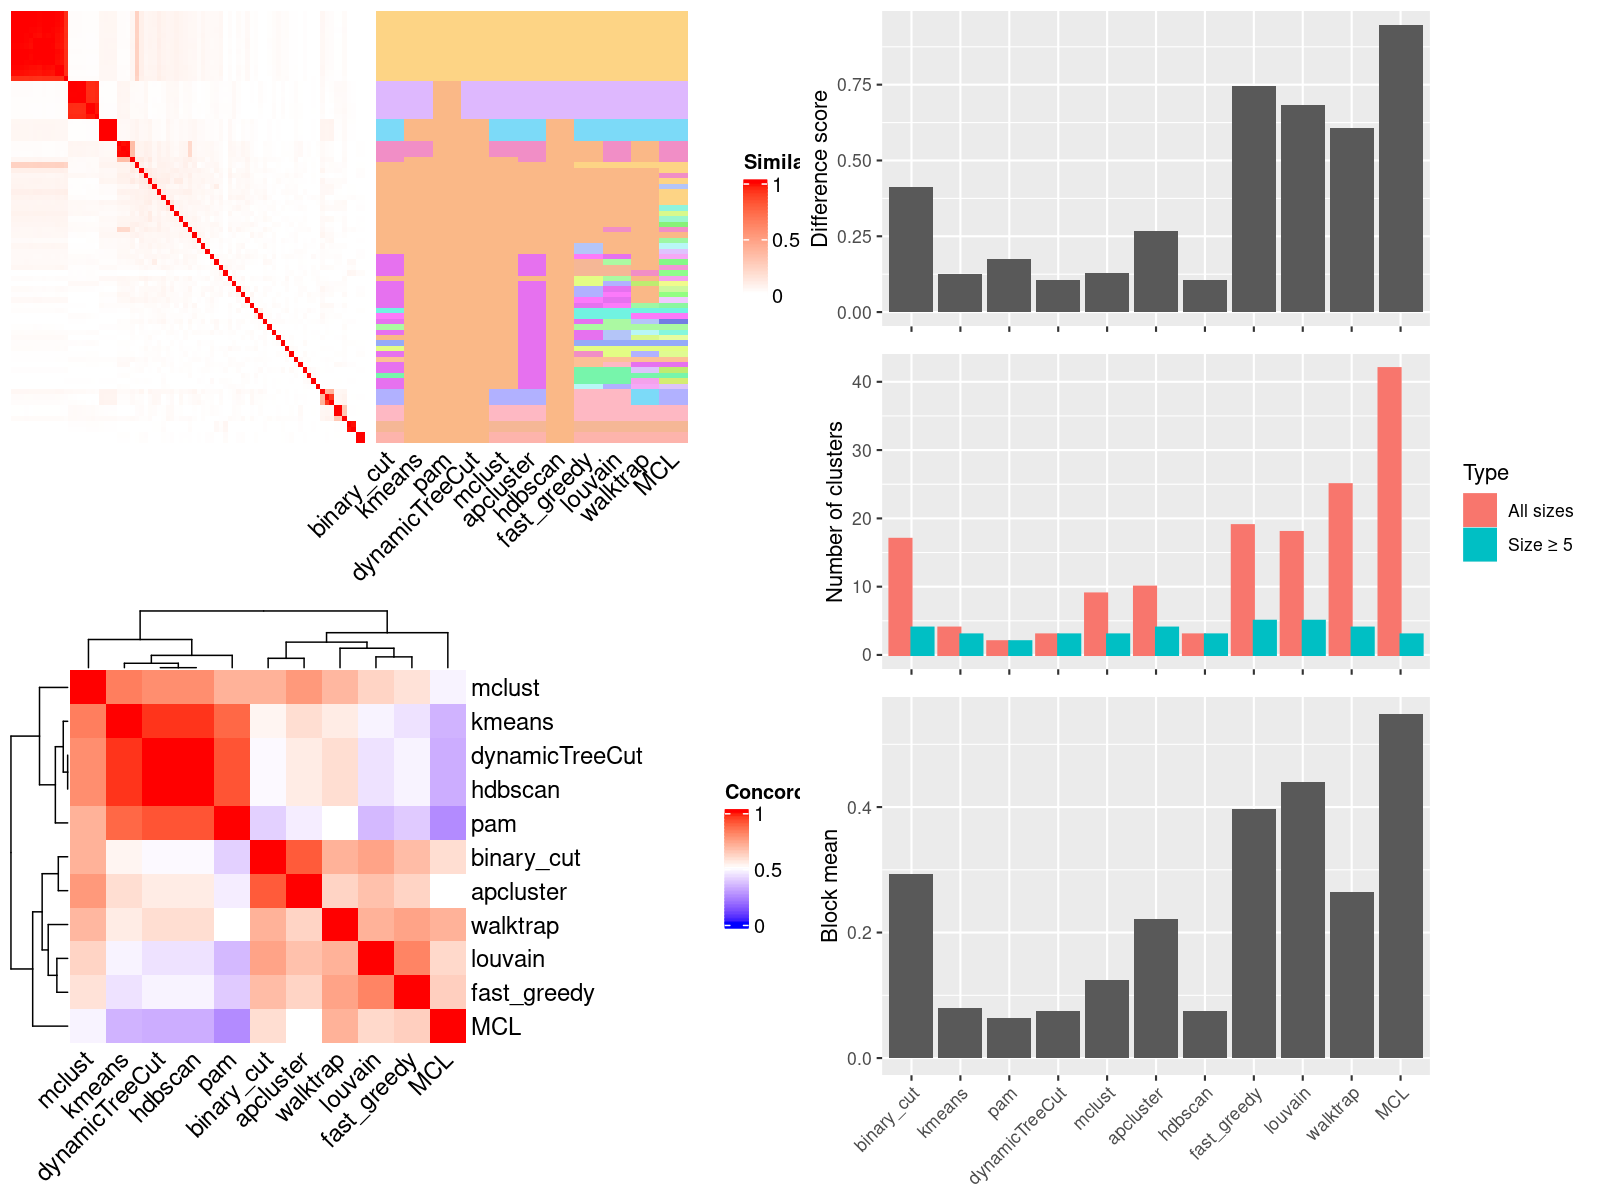 Simila
1
0.5
0
binary_cut
kmeans
pam
dynamicTreeCut
mclust
apcluster
hdbscan
fast_greedy
louvain
walktrap
MCL
Difference score
0.75
0.50
0.25
0.00
Number of clusters
40
30
20
10
0
Type
All sizes
Size ≥ 5
mclust
kmeans
dynamicTreeCut
hdbscan
pam
binary_cut
apcluster
walktrap
louvain
fast_greedy
MCL
mclust
kmeans
dynamicTreeCut
hdbscan
pam
binary_cut
apcluster
walktrap
louvain
fast_greedy
MCL
Concord
1
0.5
0
Block mean
0.4
0.2
0.0
binary_cut
kmeans
pam
dynamicTreeCut
mclust
apcluster
hdbscan
fast_greedy
louvain
walktrap
MCL